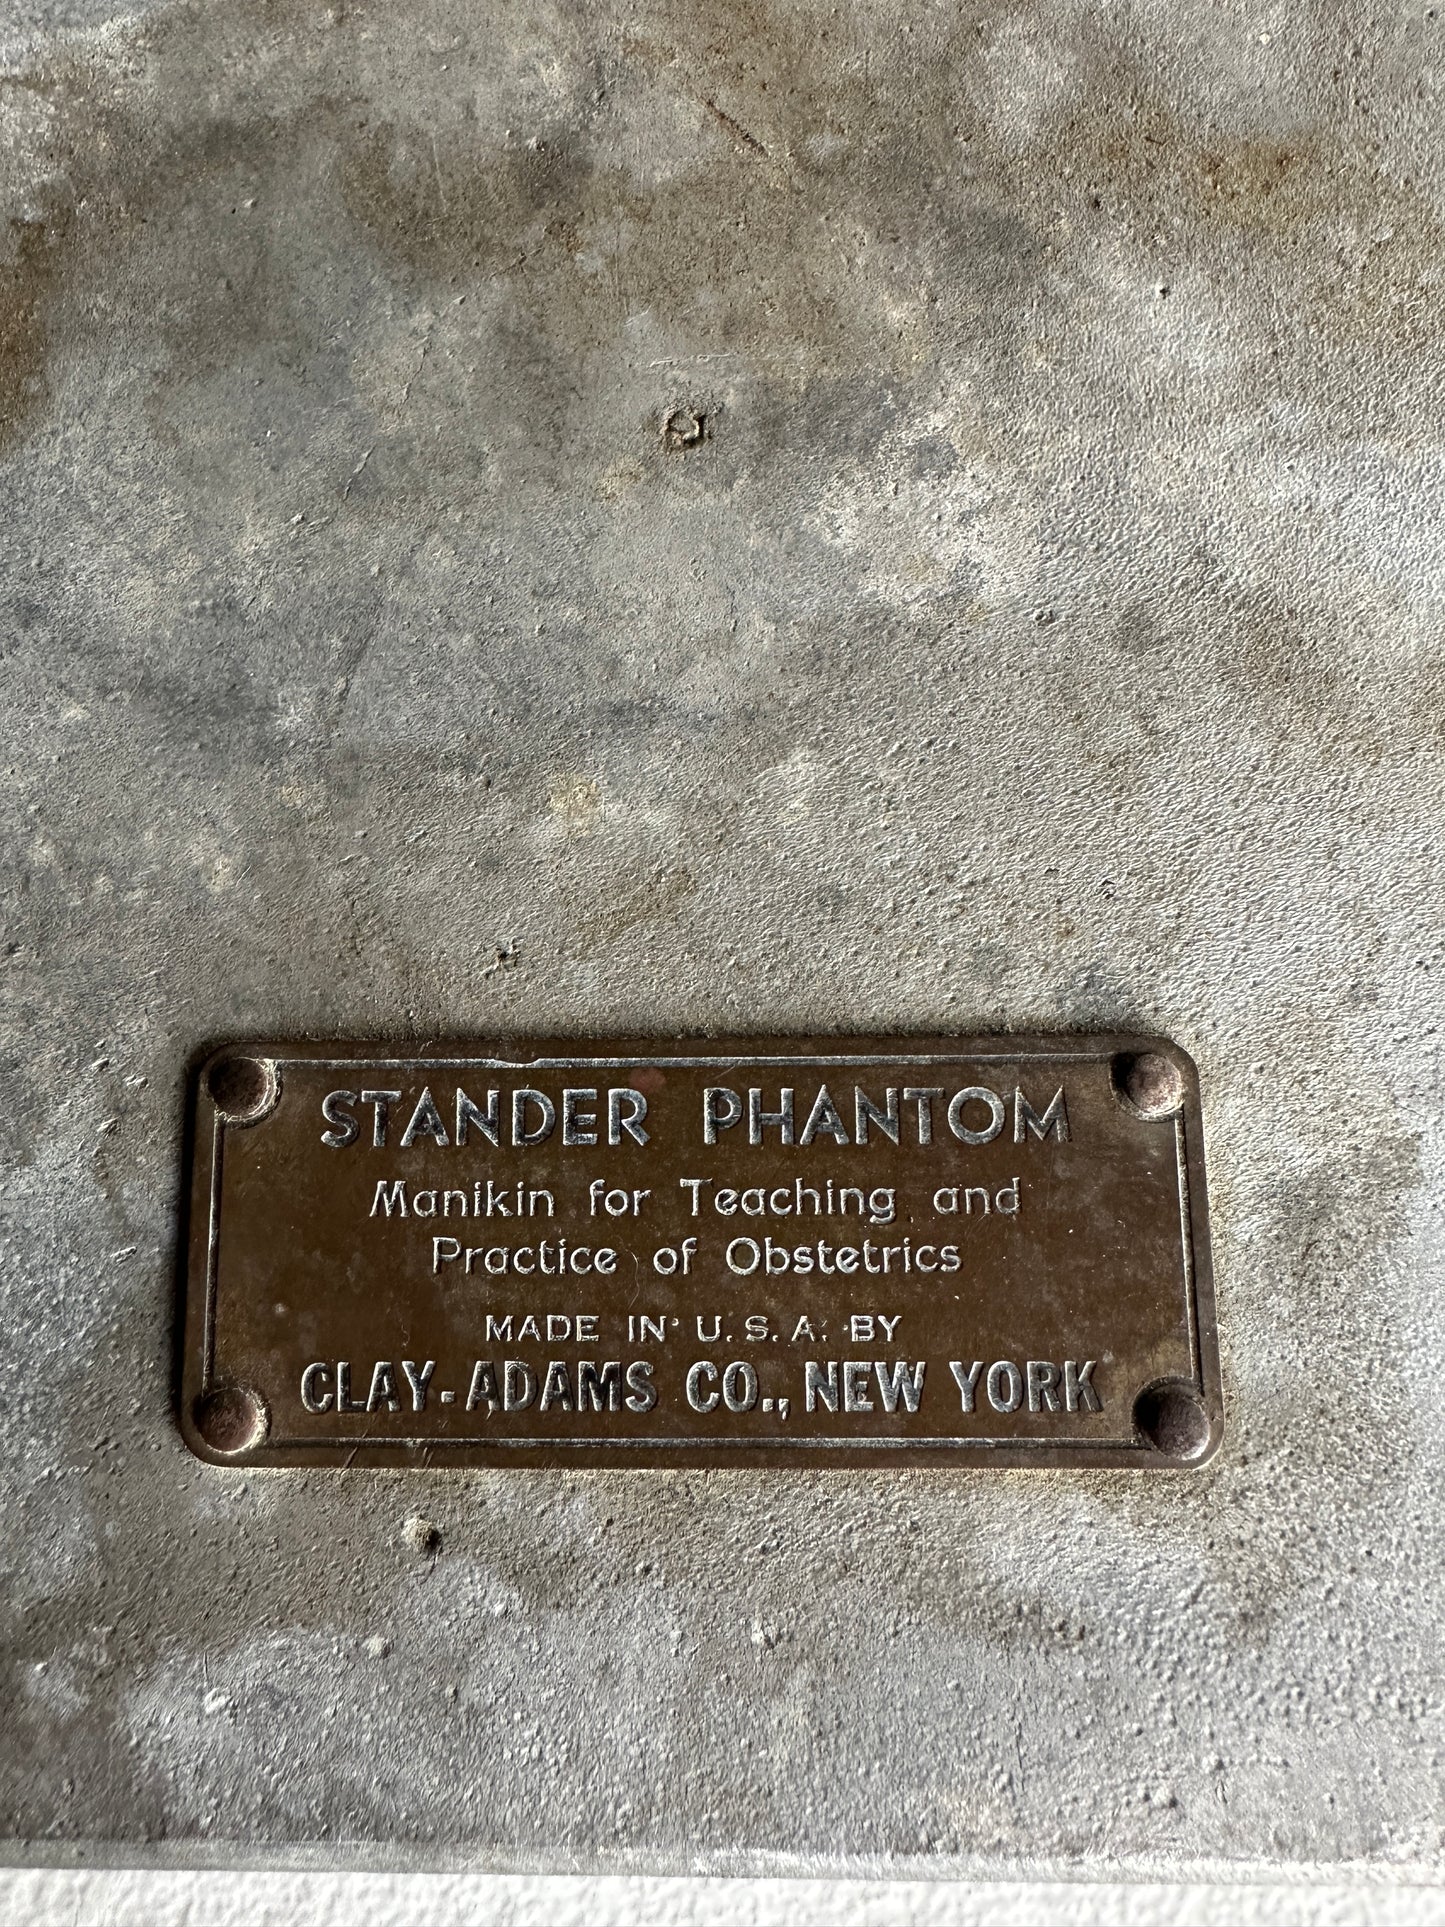 STANDER PHANTOM
Manikin for Teaching and
Practice of Obstetrics
MADE IN U.S.A. BY
CLAY-ADAMS CO., NEW YORK